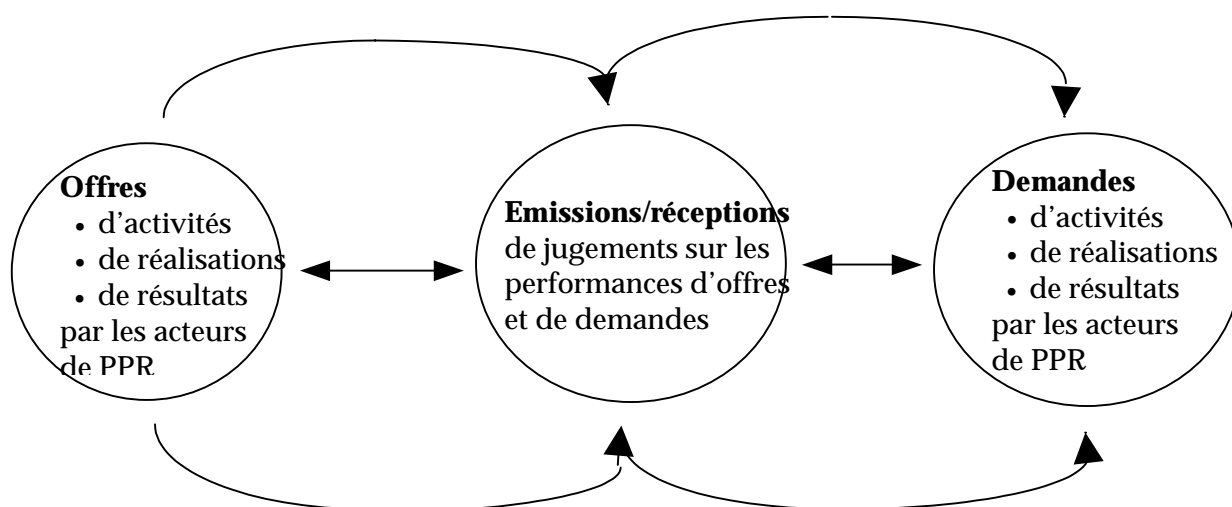 Offres
• d’activités
• de réalisations
• de résultats
par les acteurs
de PPR
Emissions/réceptions
de jugements sur les
performances d’offres
et de demandes
Demandes
• d’activités
• de réalisations
• de résultats
par les acteurs
de PPR